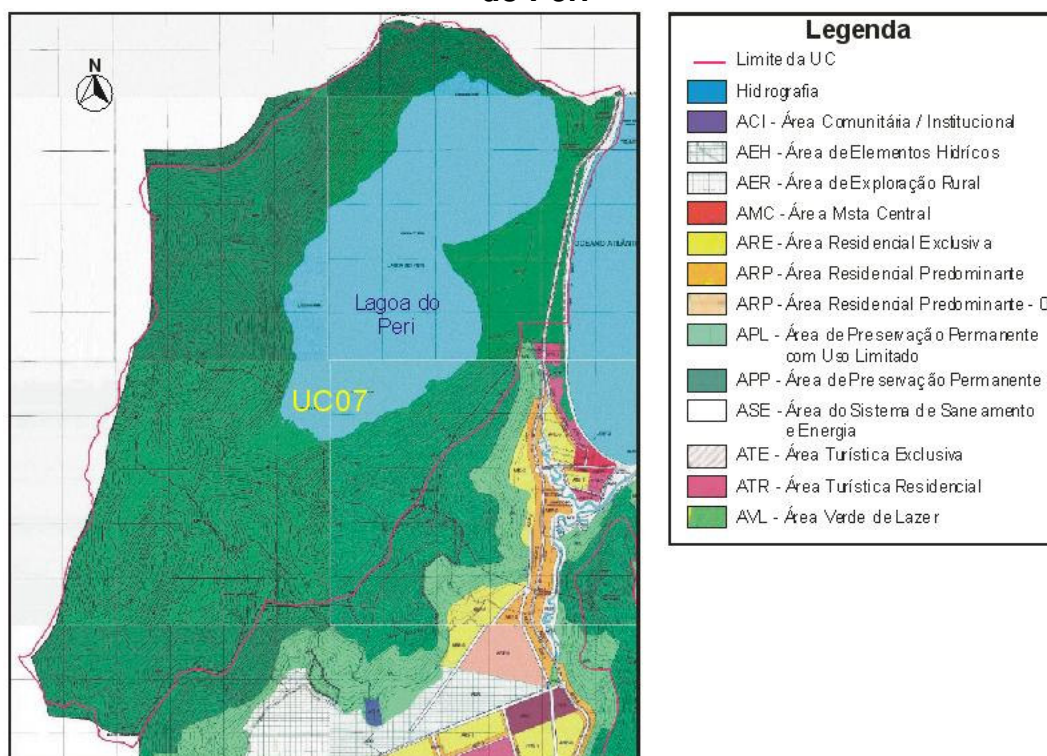 N
Lagoa do
Peri
UC07
OCEANO ATLÂNTI
Legenda
Limite da UC
Hidrografia
ACI - Área Comunitária / Institucional
AEH - Área de Elementos Hidrícos
AER - Área de Exploração Rural
AMC - Área Msta Central
ARE - Área Residencial Exclusiva
ARP - Área Residencial Predominante
ARP - Área Residencial Predominante - 0
APL - Área de Preservação Permanente
com Uso Limitado
APP - Área de Preservação Permanente
ASE - Área do Sistema de Saneamento
e Energia
ATE - Área Turística Exclusiva
ATR - Área Turística Residencial
AVL - Área Verde de Lazer